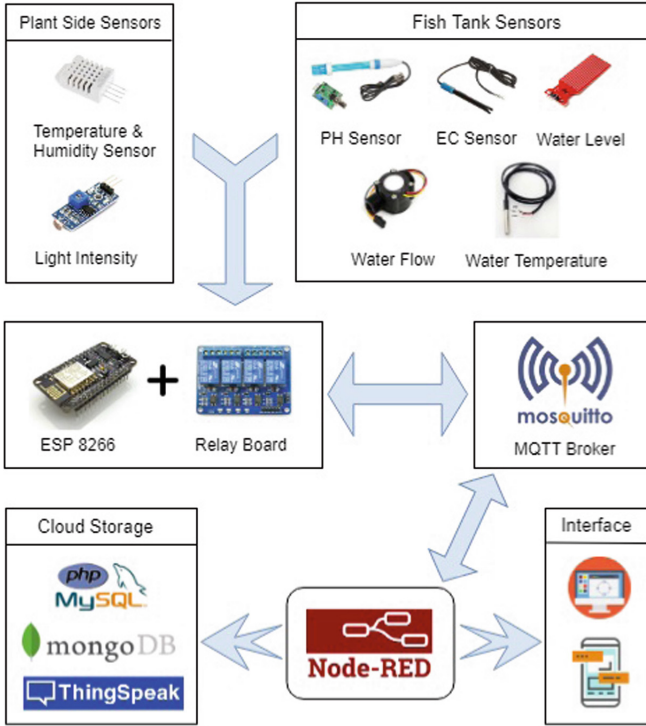 Plant Side Sensors
Temperature &
Humidity Sensor
Light Intensity
Fish Tank Sensors
PH Sensor
EC Sensor
Water Level
Water Flow
Water Temperature
ESP 8266
+
Relay Board
mosquitto
MQTT Broker
Cloud Storage
php
MySQL
mongoDB
ThingSpeak
Node-RED
Interface